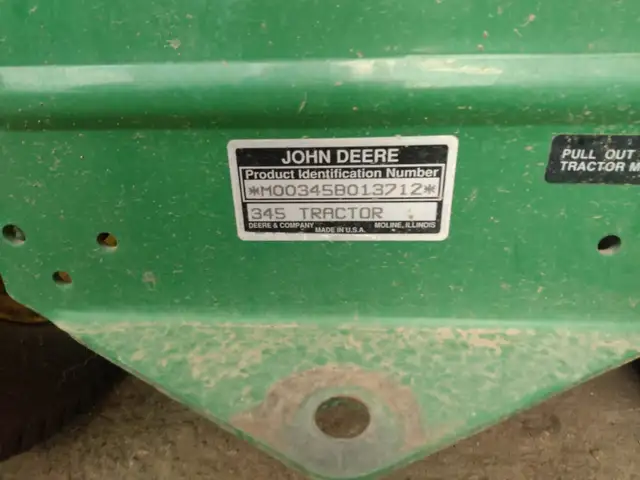 JOHN DEERE
Product Identification Number
*M00345B013712*
345 TRACTOR
DEERE & COMPANY MADE IN U.S.A. MOLINE, ILLINOIS
PULL OUT
TRACTOR M